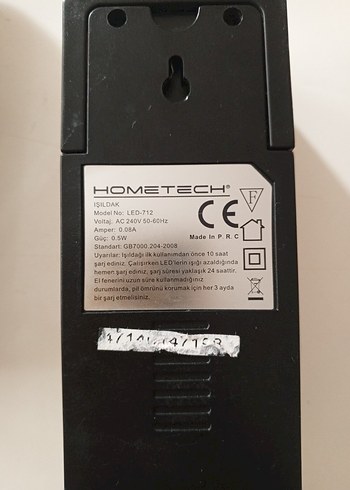 HOMETECH®
IŞILDAK
Model No: LED-712
Voltaj: AC 240V 50-60Hz
Amper: 0.08A
Güç: 0.5W
Standart: GB7000.204-2008
F
CE
Made in P. R. C
Uyarılar: Işıldağı ilk kullanımdan önce 10 saat
şarj ediniz. Çalışırken LED'lerin ışığı azaldığında
hemen şarj ediniz, şarj süresi yaklaşık 24 saattir.
El fenerini uzun süre kullanmadığınız
durumlarda, pil ömrünü korumak için her 3 ayda
bir şarj etmelisiniz.